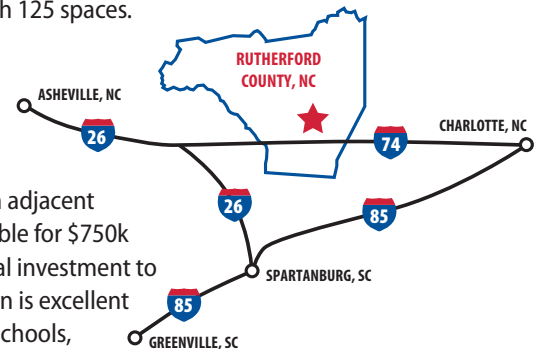 h 125 spaces.
RUTHERFORD
COUNTY, NC
ASHEVILLE, NC
26
74
CHARLOTTE, NC
adjacent
ble for $750k
al investment to
n is excellent
schools,
26
85
SPARTANBURG, SC
85
GREENVILLE, SC